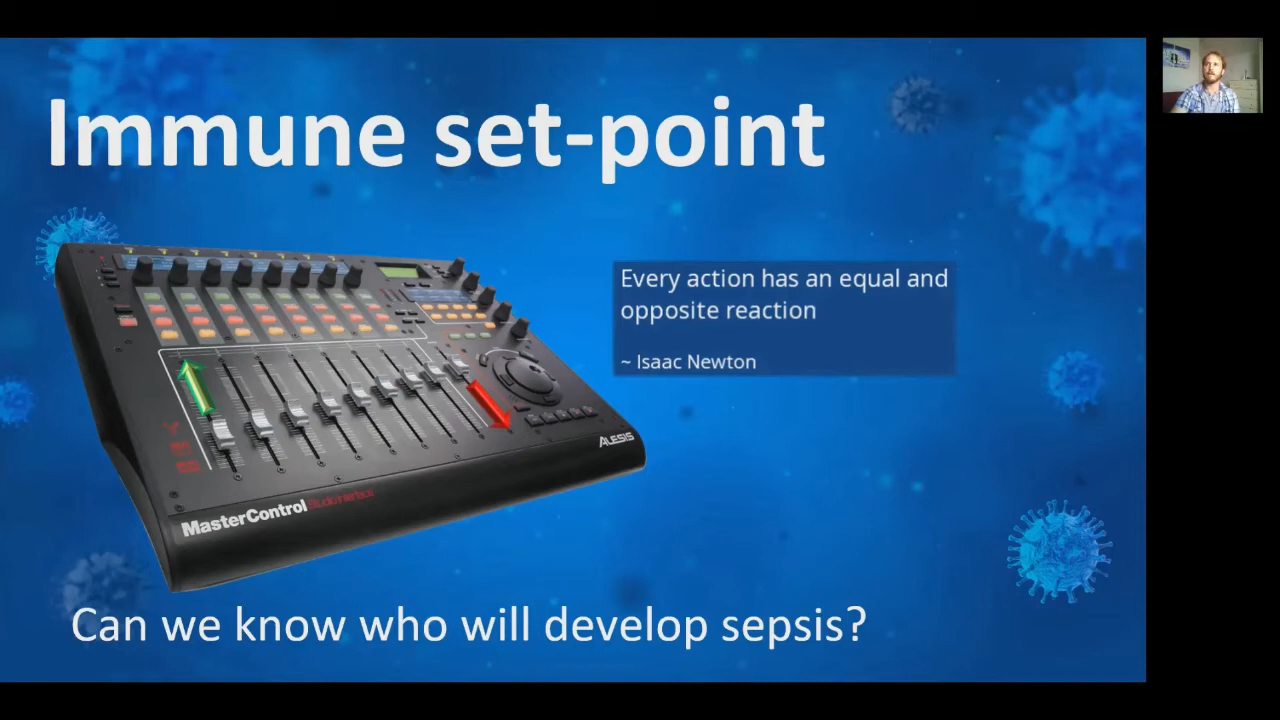 Immune set-point
Every action has an equal and
opposite reaction
~ Isaac Newton
ALESIS
MasterControl
Can we know who will develop sepsis?